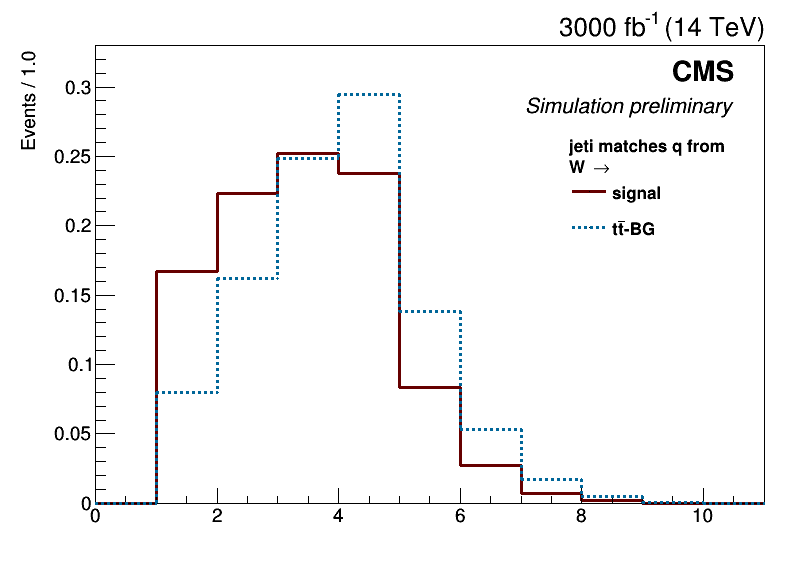 3000 fb⁻¹ (14 TeV)
Events / 1.0
CMS
Simulation preliminary
jeti matches q from
W →
signal
tt̄-BG
0.3
0.25
0.2
0.15
0.1
0.05
0
0 2 4 6 8 10